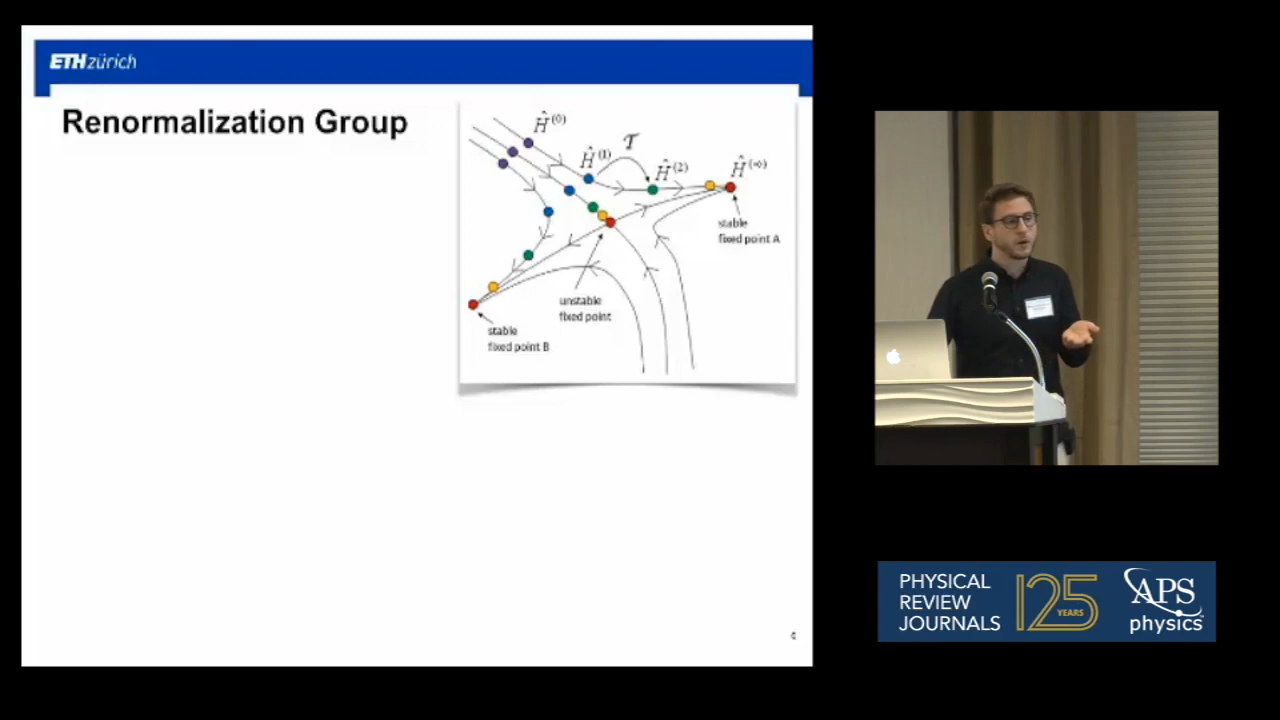 ETH zürich
Renormalization Group
Ĥ⁽⁰⁾
Ĥ⁽¹⁾
𝒯
Ĥ⁽²⁾
Ĥ⁽∞⁾
stable
fixed point A
unstable
fixed point
stable
fixed point B
PHYSICAL
REVIEW
JOURNALS
125
YEARS
APS
physics